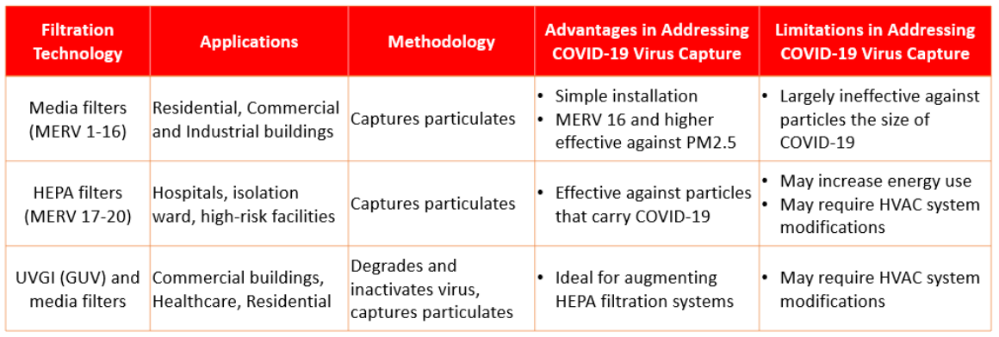 Filtration
Technology
Applications
Methodology
Advantages in Addressing
COVID-19 Virus Capture
Limitations in Addressing
COVID-19 Virus Capture
Media filters
(MERV 1-16)
Residential, Commercial
and Industrial buildings
Captures particulates
• Simple installation
• MERV 16 and higher
effective against PM2.5
• Largely ineffective against
particles the size of
COVID-19
HEPA filters
(MERV 17-20)
Hospitals, isolation
ward, high-risk facilities
Captures particulates
• Effective against particles
that carry COVID-19
• May increase energy use
• May require HVAC system
modifications
UVGI (GUV) and
media filters
Commercial buildings,
Healthcare, Residential
Degrades and
inactivates virus,
captures particulates
• Ideal for augmenting
HEPA filtration systems
• May require HVAC system
modifications